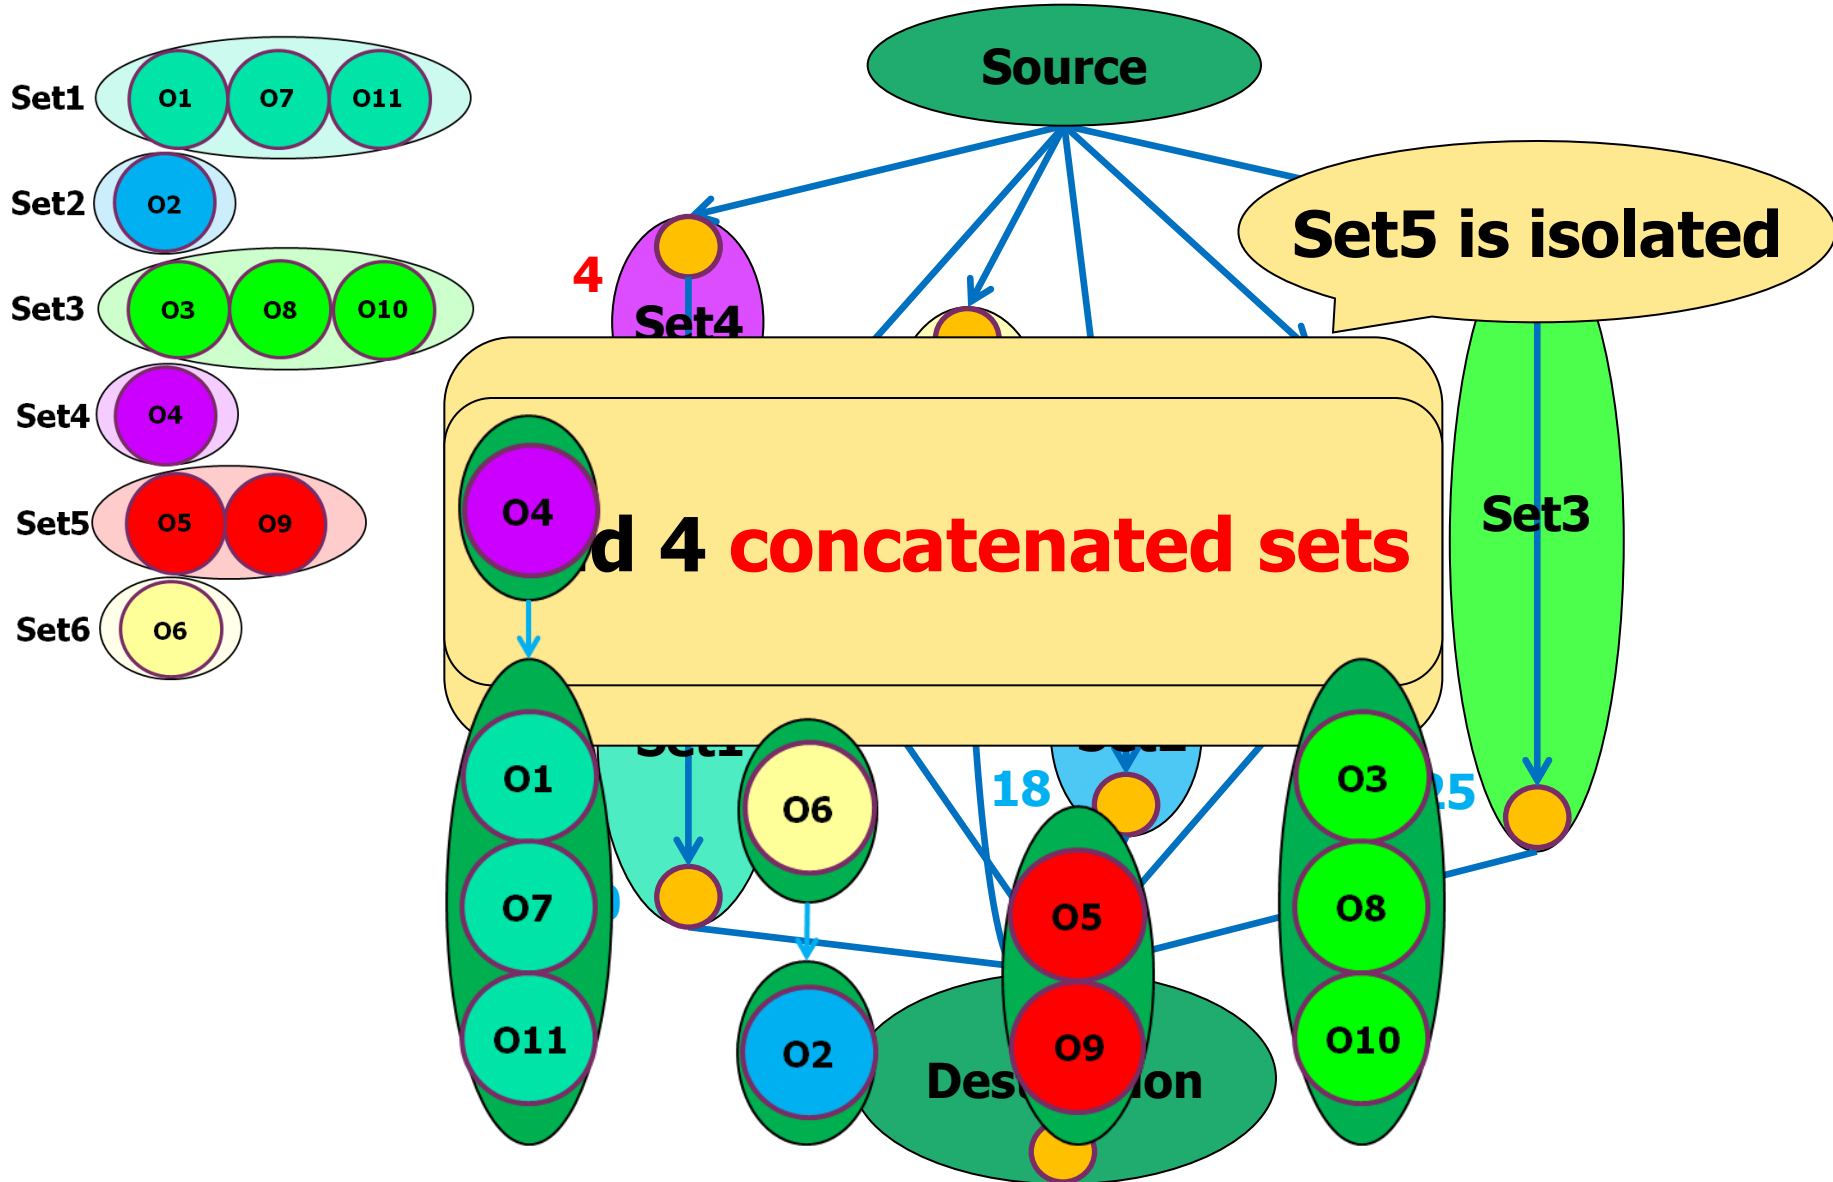 Source
Set1 O1 O7 O11
Set2 O2
Set3 O3 O8 O10
Set4 O4
Set5 O5 O9
Set6 O6
Set5 is isolated
4
Set4
Set3
O4
4 concatenated sets
Set1
O1
O7
O11
O6
O2
18
O5
O9
O3
O8
O10
25